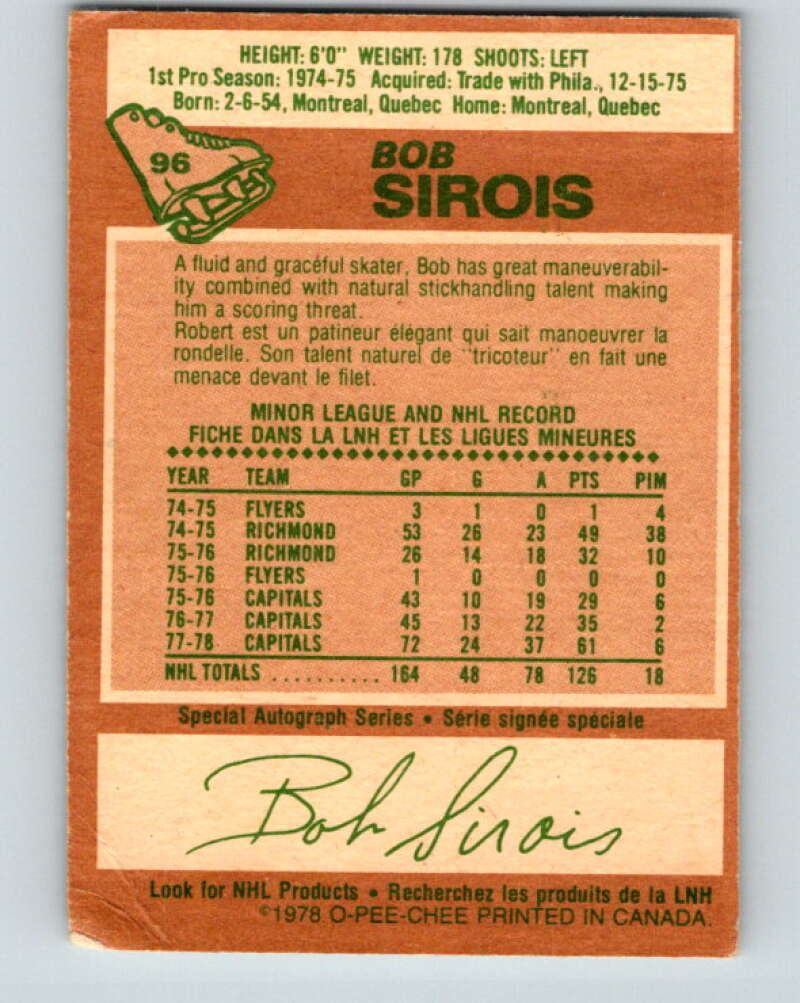 HEIGHT: 6'0" WEIGHT: 178 SHOOTS: LEFT
1st Pro Season: 1974-75 Acquired: Trade with Phila., 12-15-75
Born: 2-6-54, Montreal, Quebec Home: Montreal, Quebec
96
BOB
SIROIS
A fluid and graceful skater, Bob has great maneuverabil-
ity combined with natural stickhandling talent making
him a scoring threat.
Robert est un patineur élégant qui sait manoeuvrer la
rondelle. Son talent naturel de "tricoteur" en fait une
menace devant le filet.
MINOR LEAGUE AND NHL RECORD
FICHE DANS LA LNH ET LES LIGUES MINEURES
YEAR TEAM GP G A PTS PIM
74-75 FLYERS 3 1 0 1 4
74-75 RICHMOND 53 26 23 49 38
75-76 RICHMOND 26 14 18 32 10
75-76 FLYERS 1 0 0 0 0
75-76 CAPITALS 43 10 19 29 6
76-77 CAPITALS 45 13 22 35 2
77-78 CAPITALS 72 24 37 61 6
NHL TOTALS .......... 164 48 78 126 18
Special Autograph Series • Série signée spéciale
Bob Sirois
Look for NHL Products • Recherchez les produits de la LNH
©1978 O-PEE-CHEE PRINTED IN CANADA.